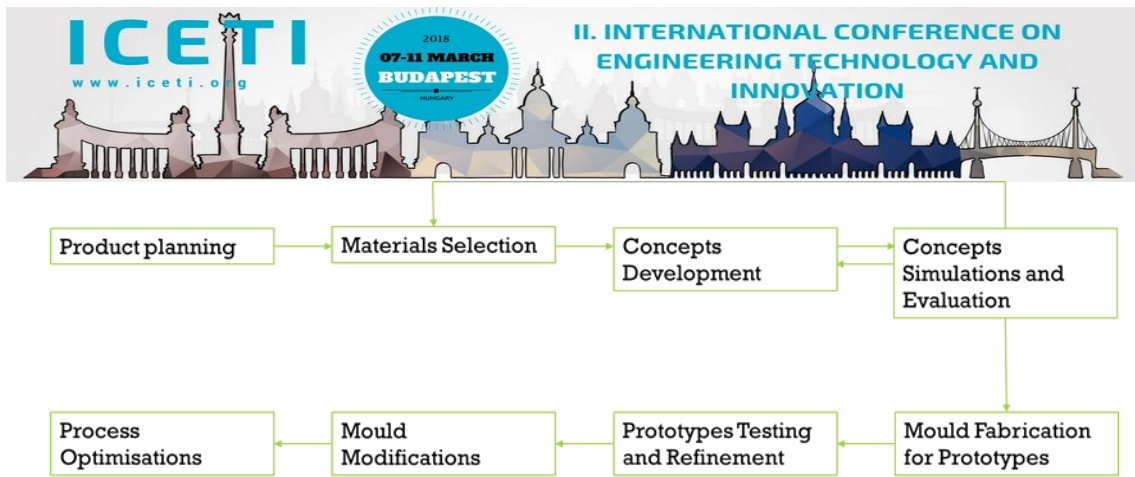 ICETI
www.iceti.org
2018
07-11 MARCH
BUDAPEST
HUNGARY
II. INTERNATIONAL CONFERENCE ON
ENGINEERING TECHNOLOGY AND
INNOVATION
Product planning
Materials Selection
Concepts
Development
Concepts
Simulations and
Evaluation
Process
Optimisations
Mould
Modifications
Prototypes Testing
and Refinement
Mould Fabrication
for Prototypes